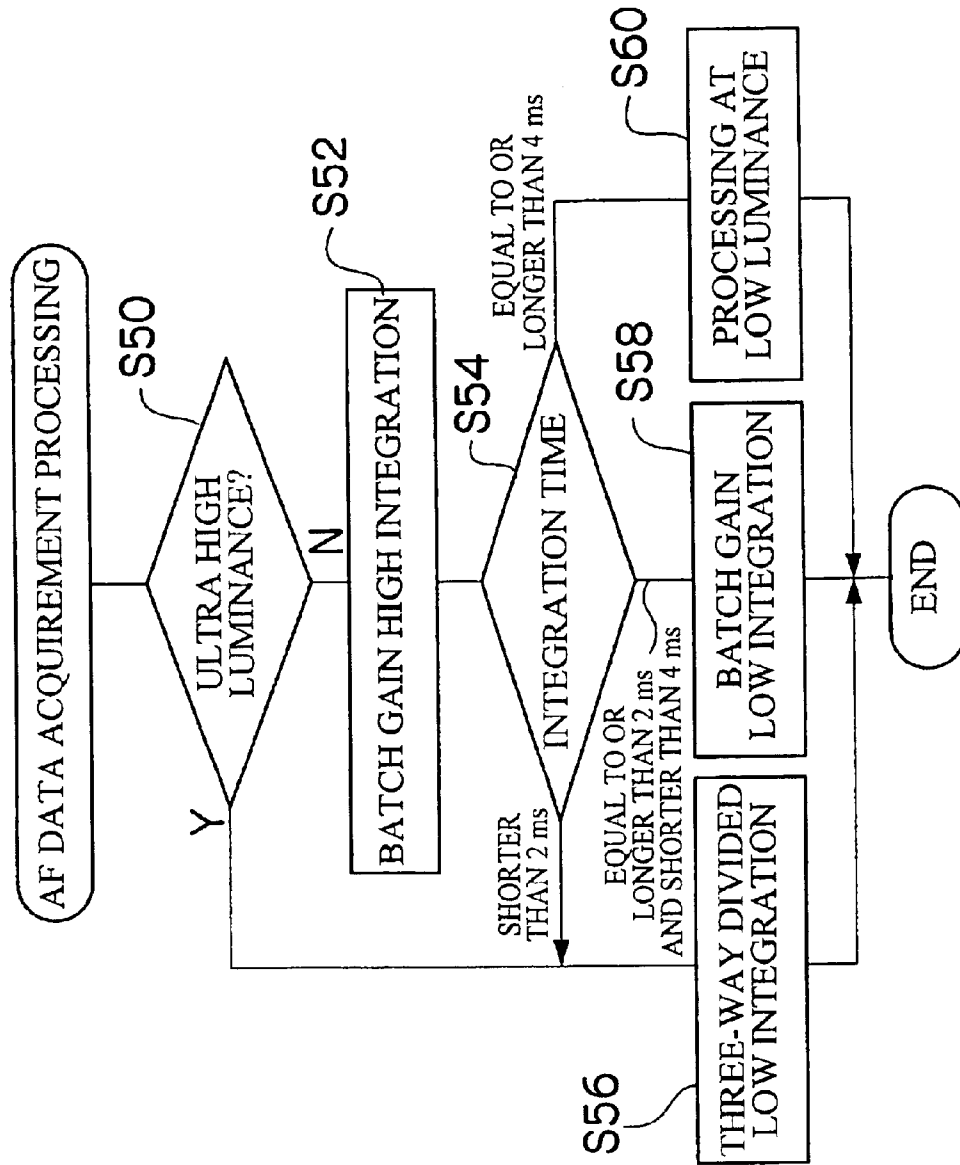 AF DATA ACQUIREMENT PROCESSING
S50
ULTRA HIGH
LUMINANCE?
Y
N
S52
BATCH GAIN HIGH INTEGRATION
S54
INTEGRATION TIME
SHORTER
THAN 2 ms
EQUAL TO OR
LONGER THAN 2 ms
AND SHORTER THAN 4 ms
EQUAL TO OR
LONGER THAN 4 ms
S56
THREE-WAY DIVIDED
LOW INTEGRATION
S58
BATCH GAIN
LOW INTEGRATION
S60
PROCESSING AT
LOW LUMINANCE
END